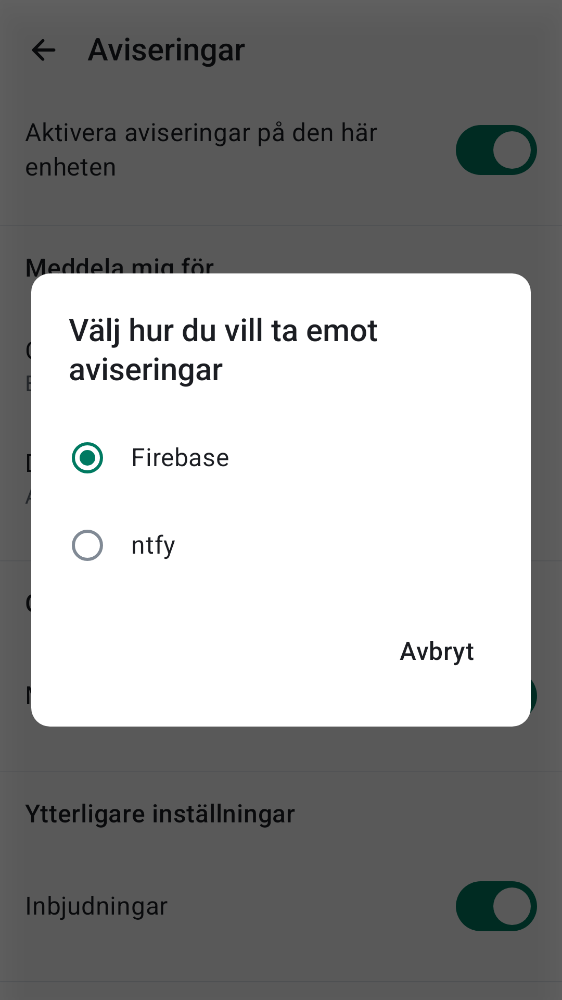 Aviseringar
Aktivera aviseringar på den här
enheten
Meddela mig för
Välj hur du vill ta emot
aviseringar
Firebase
ntfy
Avbryt
Ytterligare inställningar
Inbjudningar